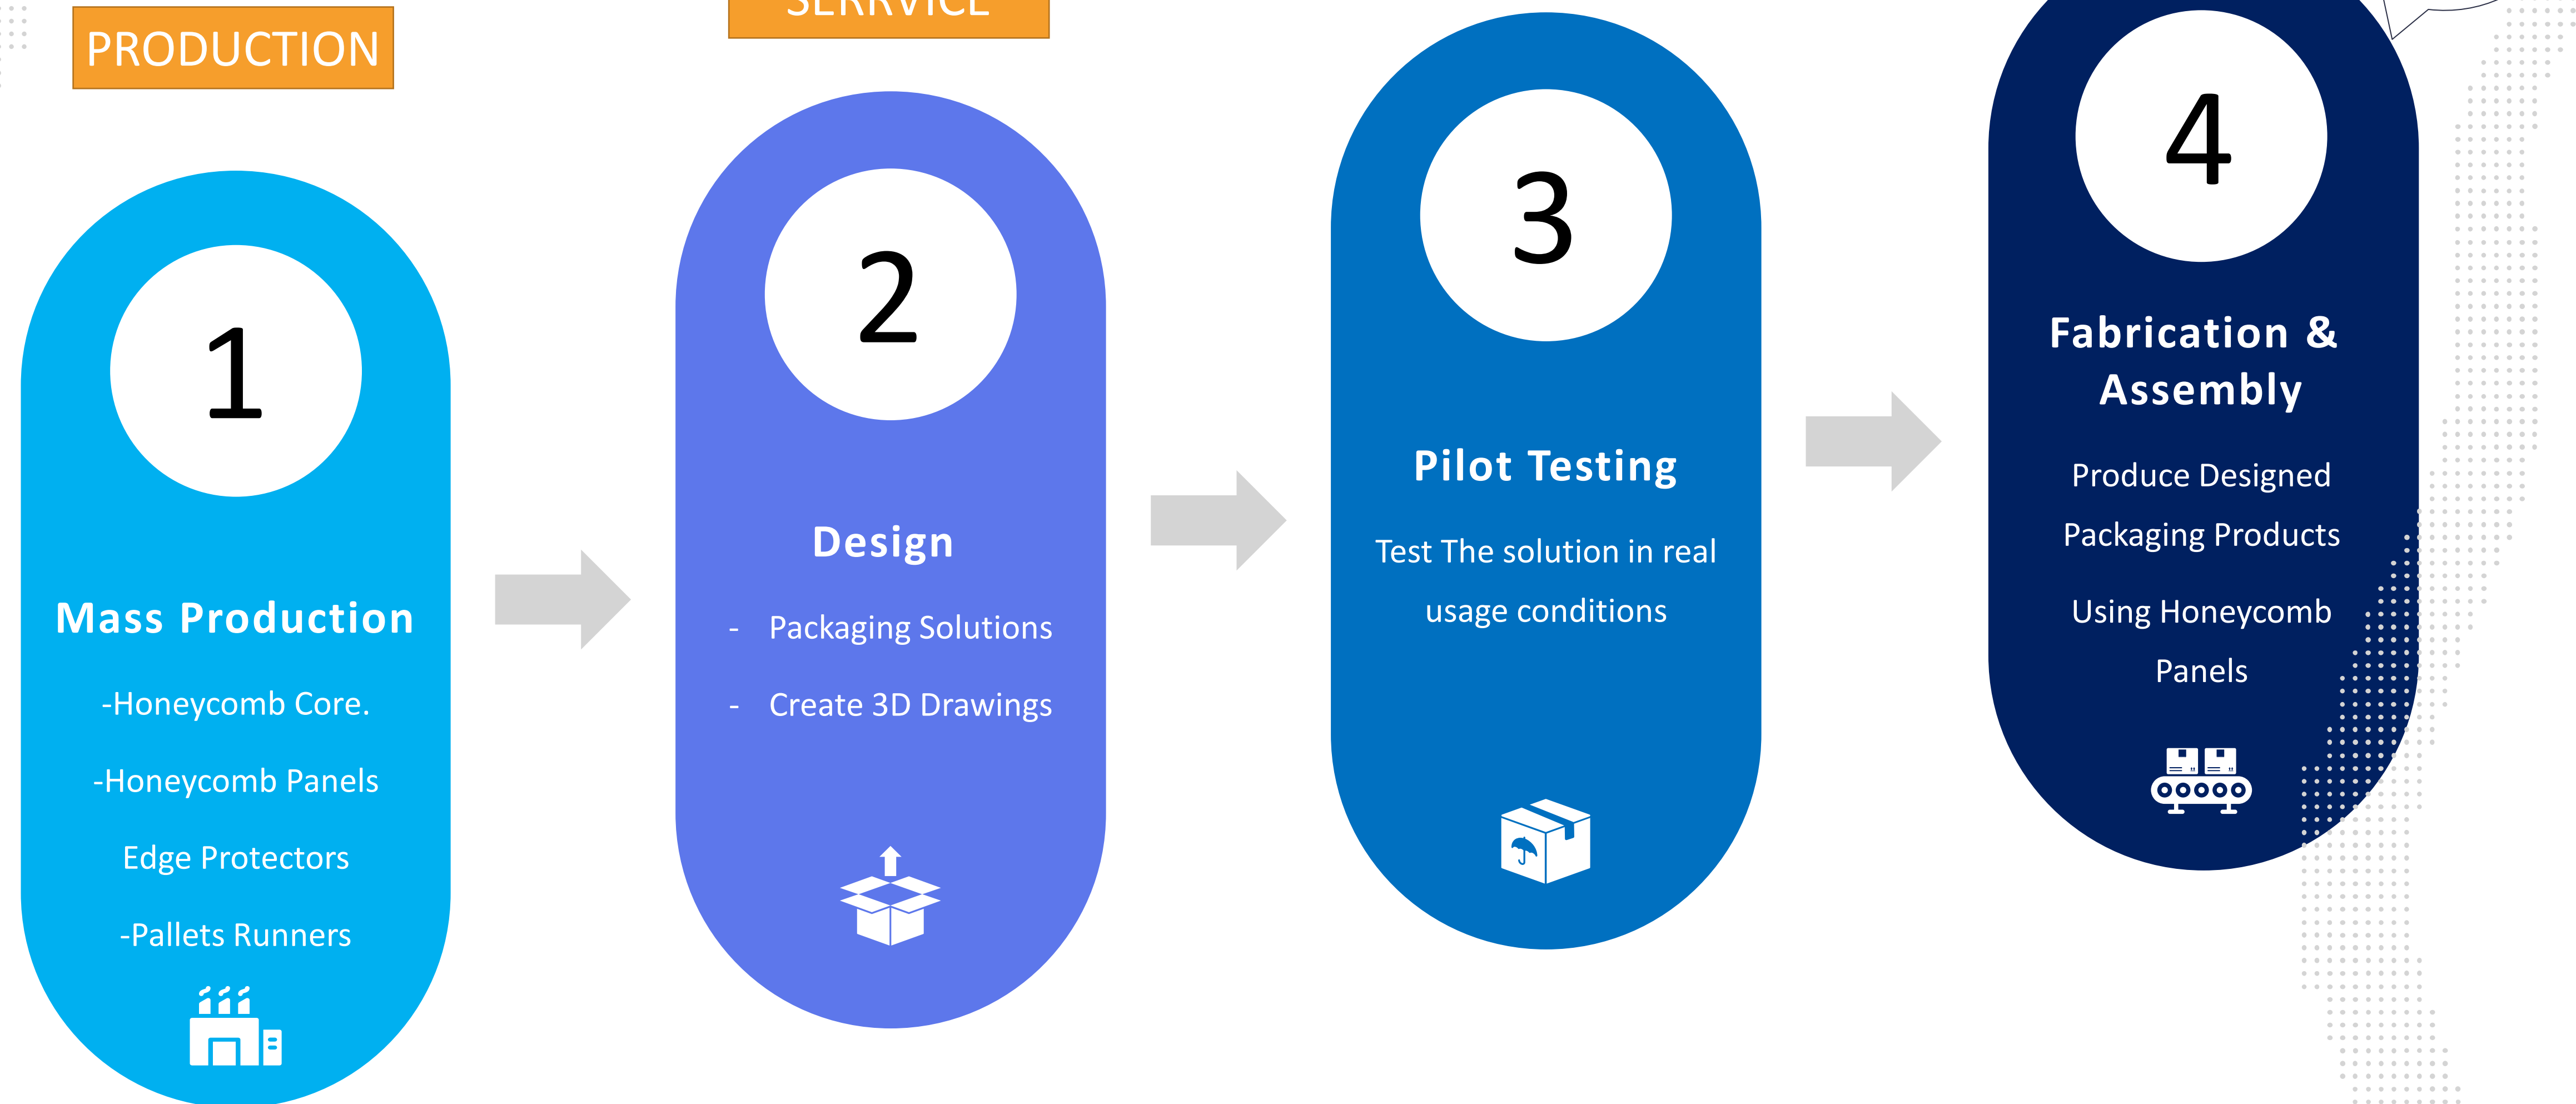 PRODUCTION
SERRVICE
1
Mass Production
-Honeycomb Core.
-Honeycomb Panels
Edge Protectors
-Pallets Runners
2
Design
- Packaging Solutions
- Create 3D Drawings
3
Pilot Testing
Test The solution in real
usage conditions
4
Fabrication &
Assembly
Produce Designed
Packaging Products
Using Honeycomb
Panels